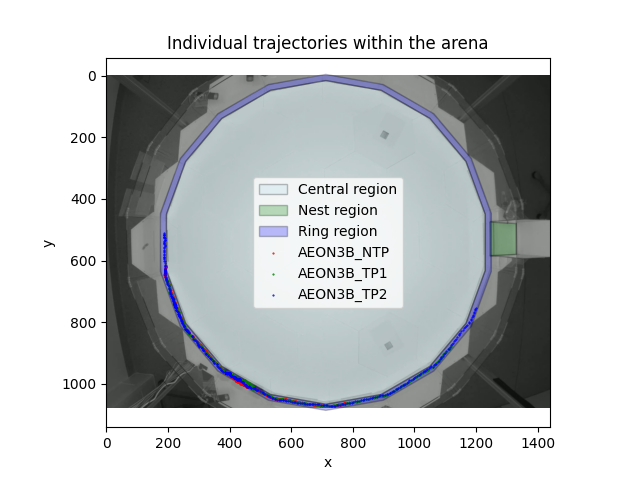 Individual trajectories within the arena
0
200
400
600
800
1000
y
Central region
Nest region
Ring region
AEON3B_NTP
AEON3B_TP1
AEON3B_TP2
0 200 400 600 800 1000 1200 1400
x